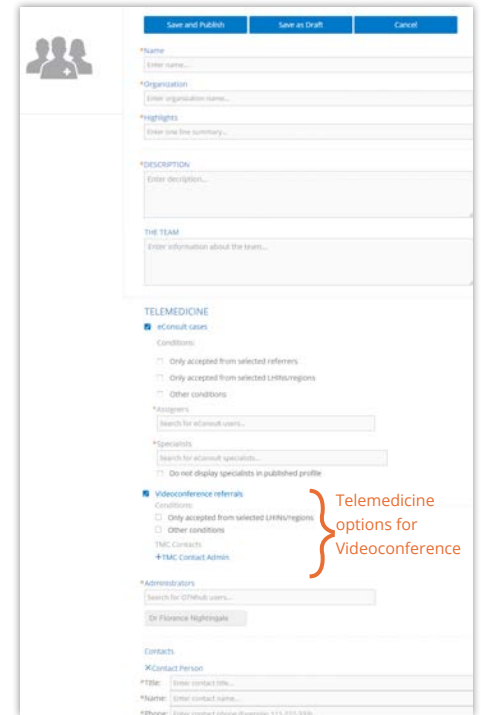 Save and Publish Save as Draft Cancel
*Name
Enter name...
*Organization
Enter organization name...
*Highlights
Enter one line summary...
*DESCRIPTION
Enter decription...
THE TEAM
Enter information about the team...
TELEMEDICINE
eConsult cases
Conditions:
Only accepted from selected referrers
Only accepted from selected LHINs/regions
Other conditions
*Assigners
Search for eConsult users...
*Specialists
Search for eConsult specialists...
Do not display specialists in published profile
Videoconference referrals
Conditions:
Only accepted from selected LHINs/regions
Other conditions
TMC Contacts
+TMC Contact Admin
Telemedicine
options for
Videoconference
*Administrators
Search for OTNhub users...
Dr Florence Nightingale
Contacts
XContact Person
*Title: Enter contact title...
*Name: Enter contact name...
*Phone: Enter contact phone